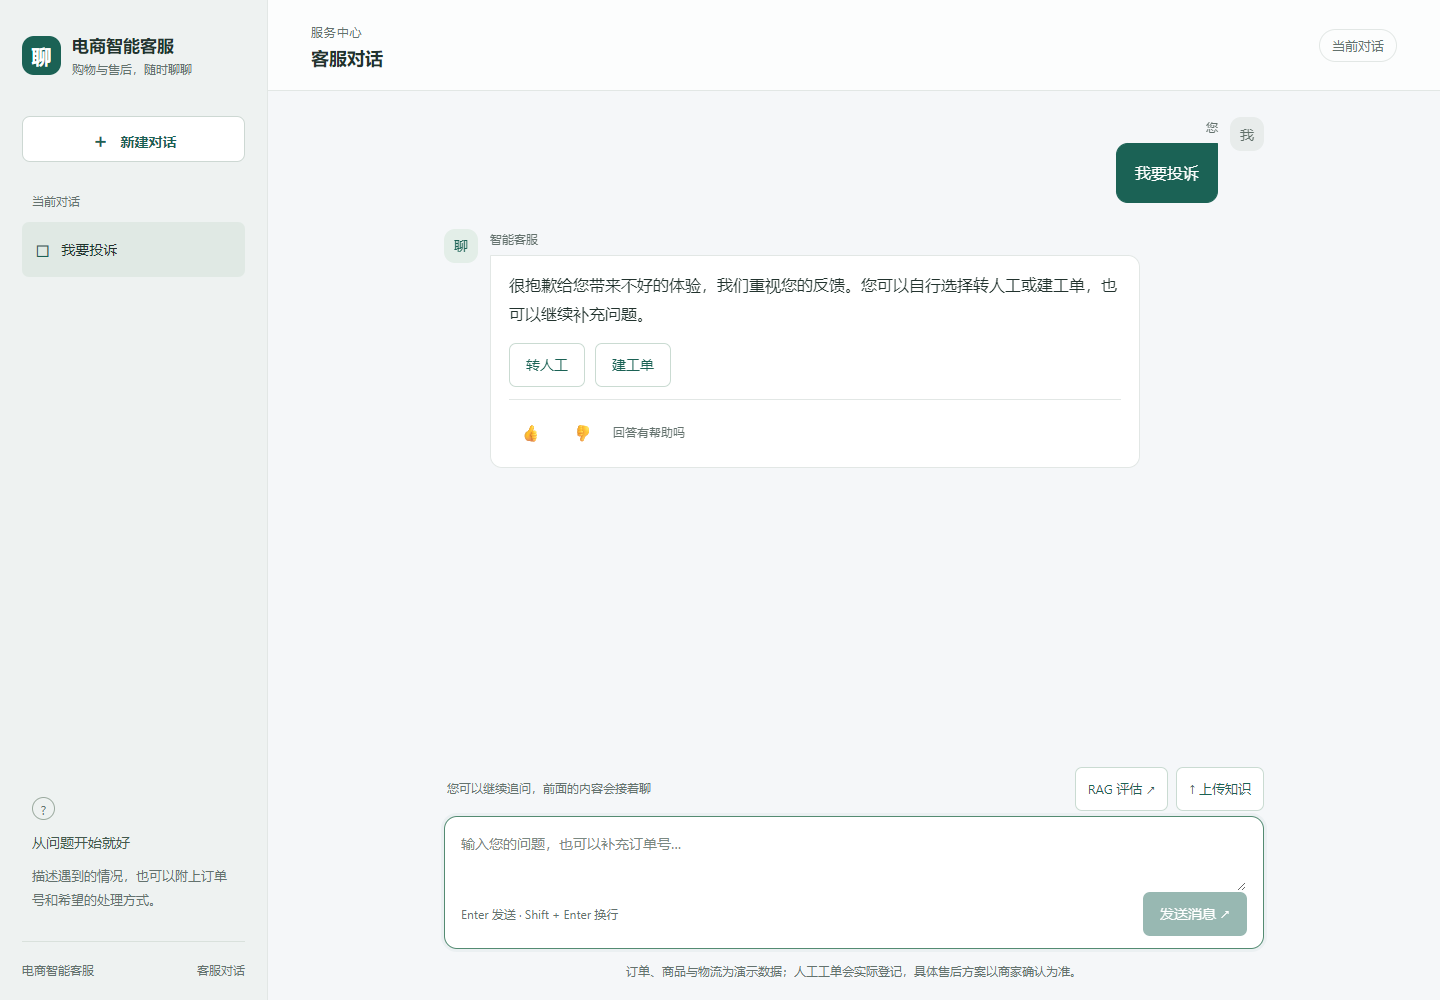 聊
电商智能客服
购物与售后，随时聊聊
+ 新建对话
当前对话
我要投诉
?
从问题开始就好
描述遇到的情况，也可以附上订单
号和希望的处理方式。
电商智能客服
客服对话
服务中心
客服对话
当前对话
您
我
我要投诉
聊
智能客服
很抱歉给您带来不好的体验，我们重视您的反馈。您可以自行选择转人工或建工单，也
可以继续补充问题。
转人工
建工单
👍 👎 回答有帮助吗
您可以继续追问，前面的内容会接着聊
RAG 评估 ↗
↑ 上传知识
输入您的问题，也可以补充订单号...
Enter 发送 · Shift + Enter 换行
发送消息 ↗
订单、商品与物流为演示数据；人工工单会实际登记，具体售后方案以商家确认为准。